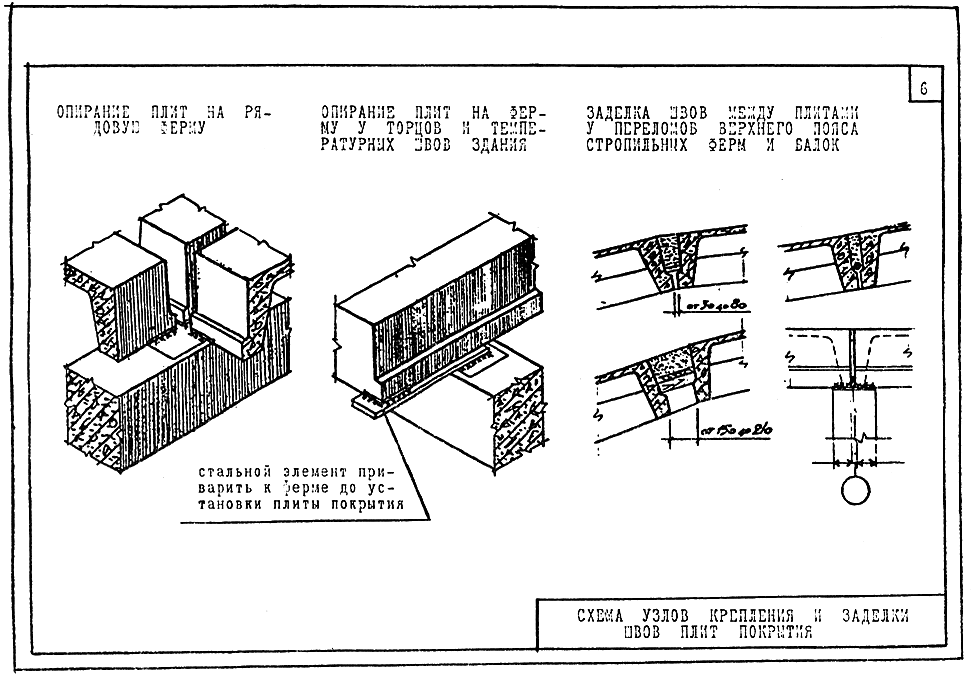 6
ОПИРАНИЕ ПЛИТ НА РЯ-
ДОВУЮ ФЕРМУ
ОПИРАНИЕ ПЛИТ НА ФЕР-
МУ У ТОРЦОВ И ТЕМПЕ-
РАТУРНЫХ ШВОВ ЗДАНИЯ
ЗАДЕЛКА ШВОВ МЕЖДУ ПЛИТАМИ
У ПЕРЕЛОМОВ ВЕРХНЕГО ПОЯСА
СТРОПИЛЬНЫХ ФЕРМ И БАЛОК
от 30 до 80
от 150 до 210
стальной элемент при-
варить к ферме до ус-
тановки плиты покрытия
СХЕМА УЗЛОВ КРЕПЛЕНИЯ И ЗАДЕЛКИ
ШВОВ ПЛИТ ПОКРЫТИЯ